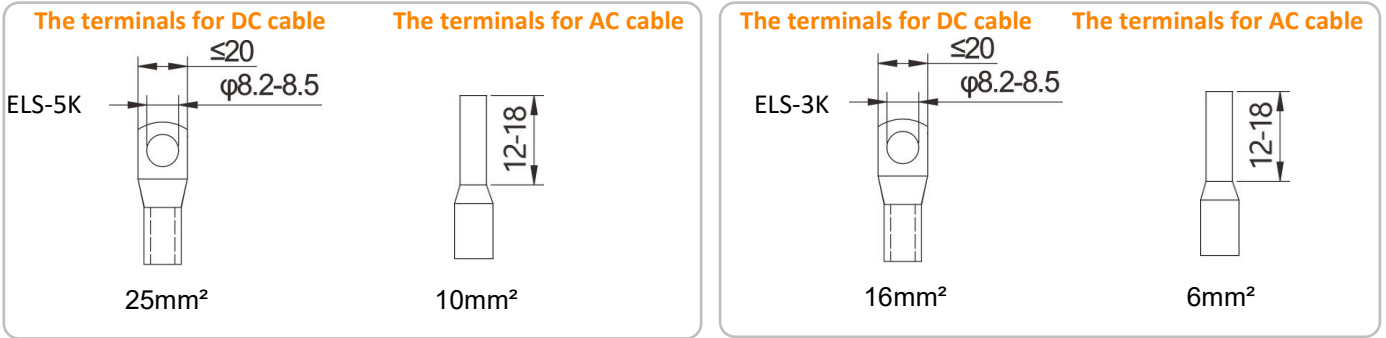 The terminals for DC cable
The terminals for AC cable
≤20
φ8.2-8.5
ELS-5K
12-18
25mm²
10mm²
The terminals for DC cable
The terminals for AC cable
≤20
φ8.2-8.5
ELS-3K
12-18
16mm²
6mm²